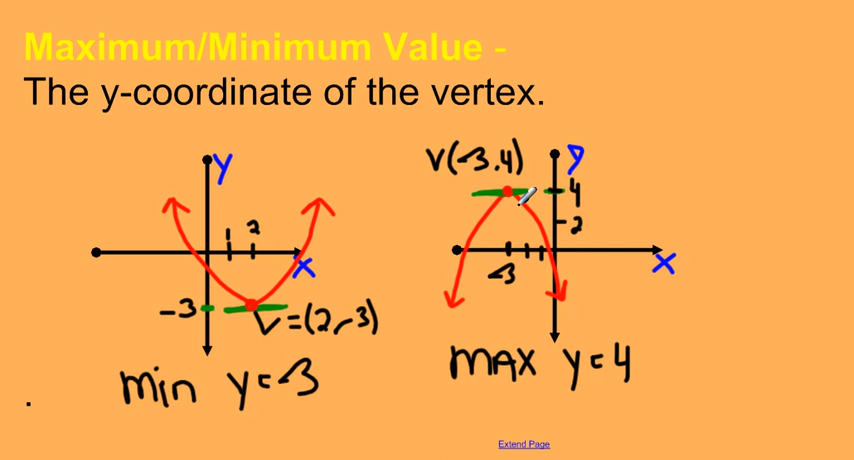 Maximum/Minimum Value -
The y-coordinate of the vertex.
V(-3,4)
y
y
4
2
1 2
x
-3
x
-3
V=(2,-3)
min y=-3
max y=4
.
Extend Page